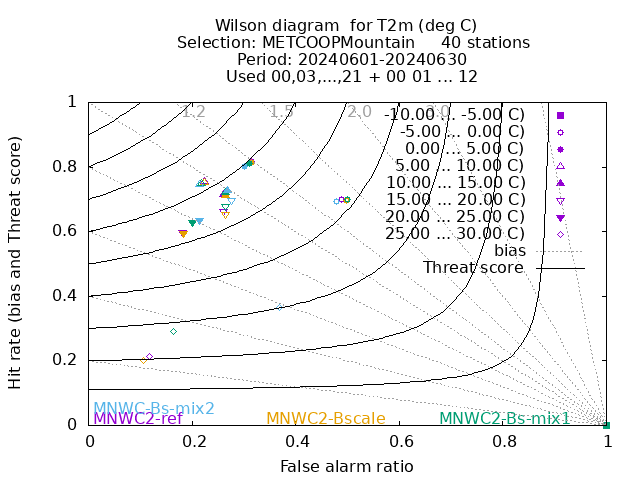 Wilson diagram  for T2m (deg C)
Selection: METCOOPMountain     40 stations
Period: 20240601-20240630
Used 00,03,...,21 + 00 01 ... 12
1
0.8
0.6
0.4
0.2
0
0
0.2
0.4
0.6
0.8
1
1.2
1.5
2.0
3.0
-10.00 ... -5.00 C)
-5.00 ... 0.00 C)
0.00 ... 5.00 C)
5.00 ... 10.00 C)
10.00 ... 15.00 C)
15.00 ... 20.00 C)
20.00 ... 25.00 C)
25.00 ... 30.00 C)
bias
Threat score
MNWC-Bs-mix2
MNWC2-ref
MNWC2-Bscale
MNWC2-Bs-mix1
Hit rate (bias and Threat score)
False alarm ratio